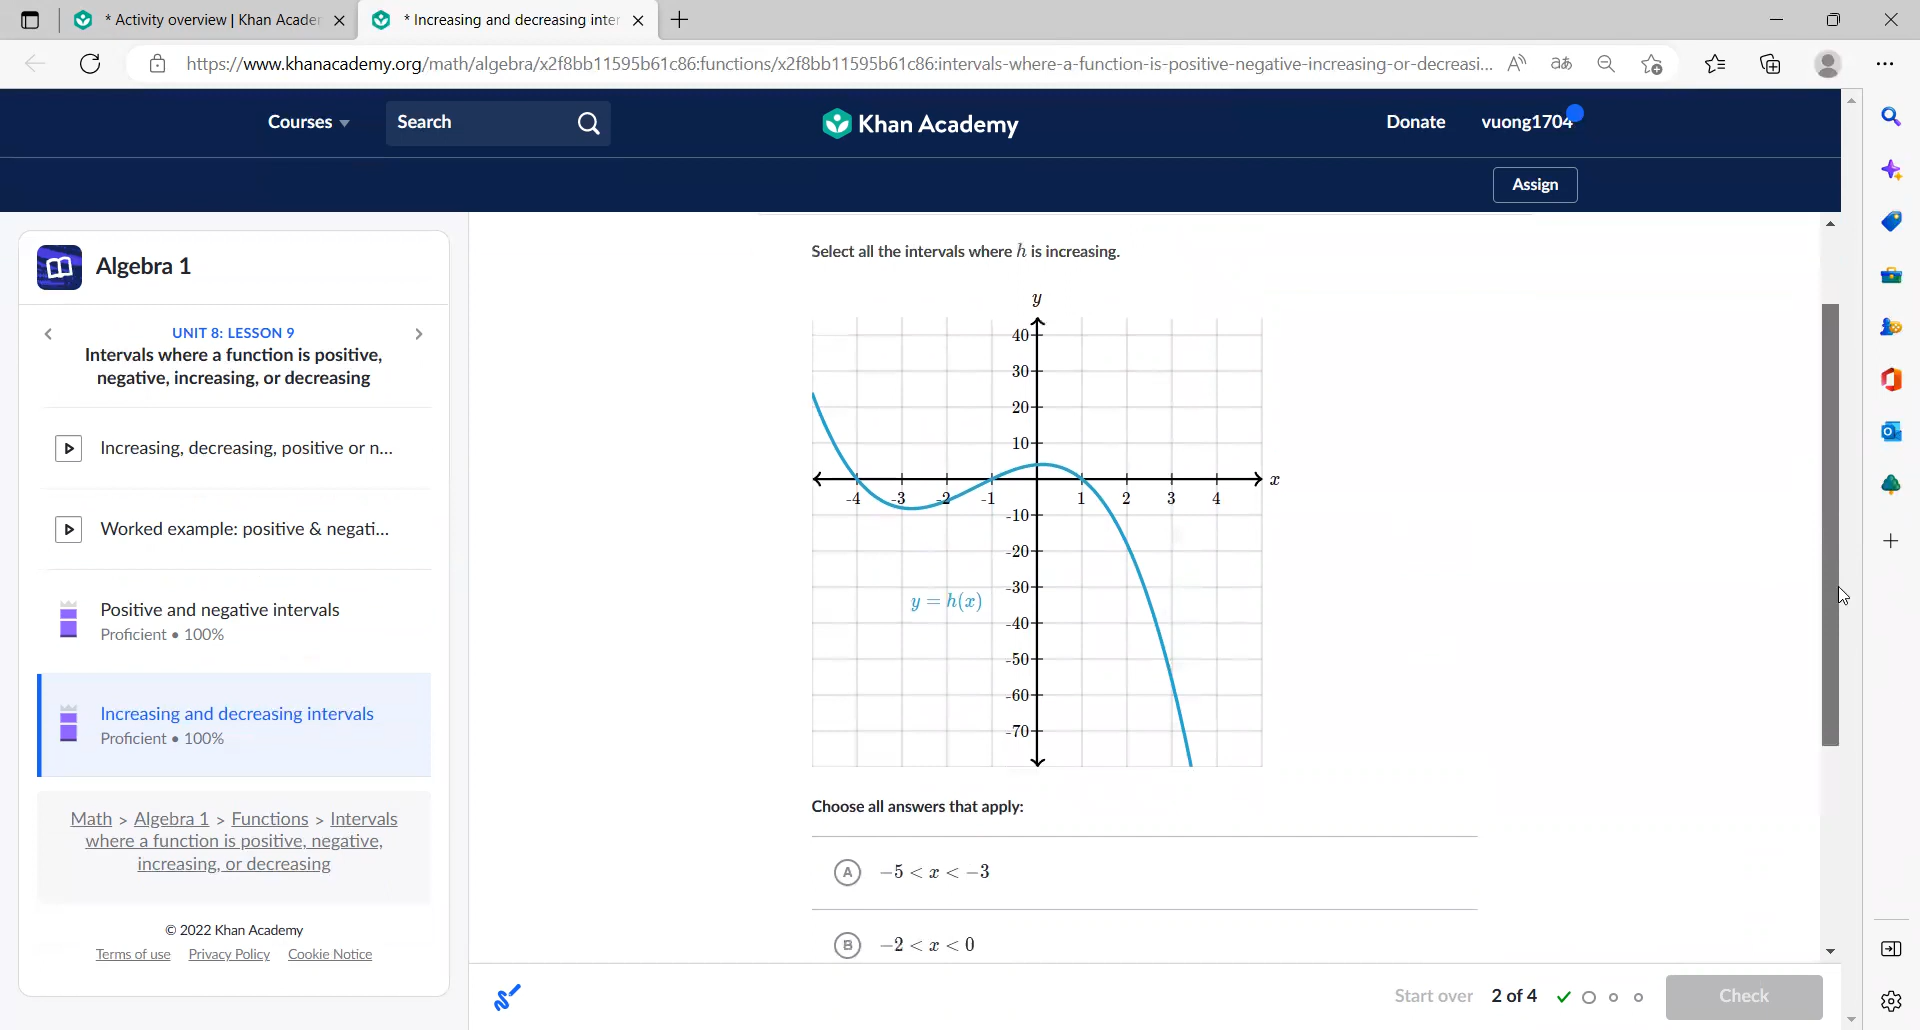 * Activity overview | Khan Acade
* Increasing and decreasing inte
https://www.khanacademy.org/math/algebra/x2f8bb11595b61c86:functions/x2f8bb11595b61c86:intervals-where-a-function-is-positive-negative-increasing-or-decreasi...
Courses
Search
Khan Academy
Donate
vuong1704
Assign
Algebra 1
UNIT 8: LESSON 9
Intervals where a function is positive,
negative, increasing, or decreasing
Increasing, decreasing, positive or n...
Worked example: positive & negati...
Positive and negative intervals
Proficient • 100%
Increasing and decreasing intervals
Proficient • 100%
Math > Algebra 1 > Functions > Intervals
where a function is positive, negative,
increasing, or decreasing
© 2022 Khan Academy
Terms of use Privacy Policy Cookie Notice
Select all the intervals where h is increasing.
y
40
30
20
10
x
-4 -3 -2 -1 1 2 3 4
-10
-20
-30
y = h(x)
-40
-50
-60
-70
Choose all answers that apply:
A −5 < x < −3
B −2 < x < 0
Start over 2 of 4
Check